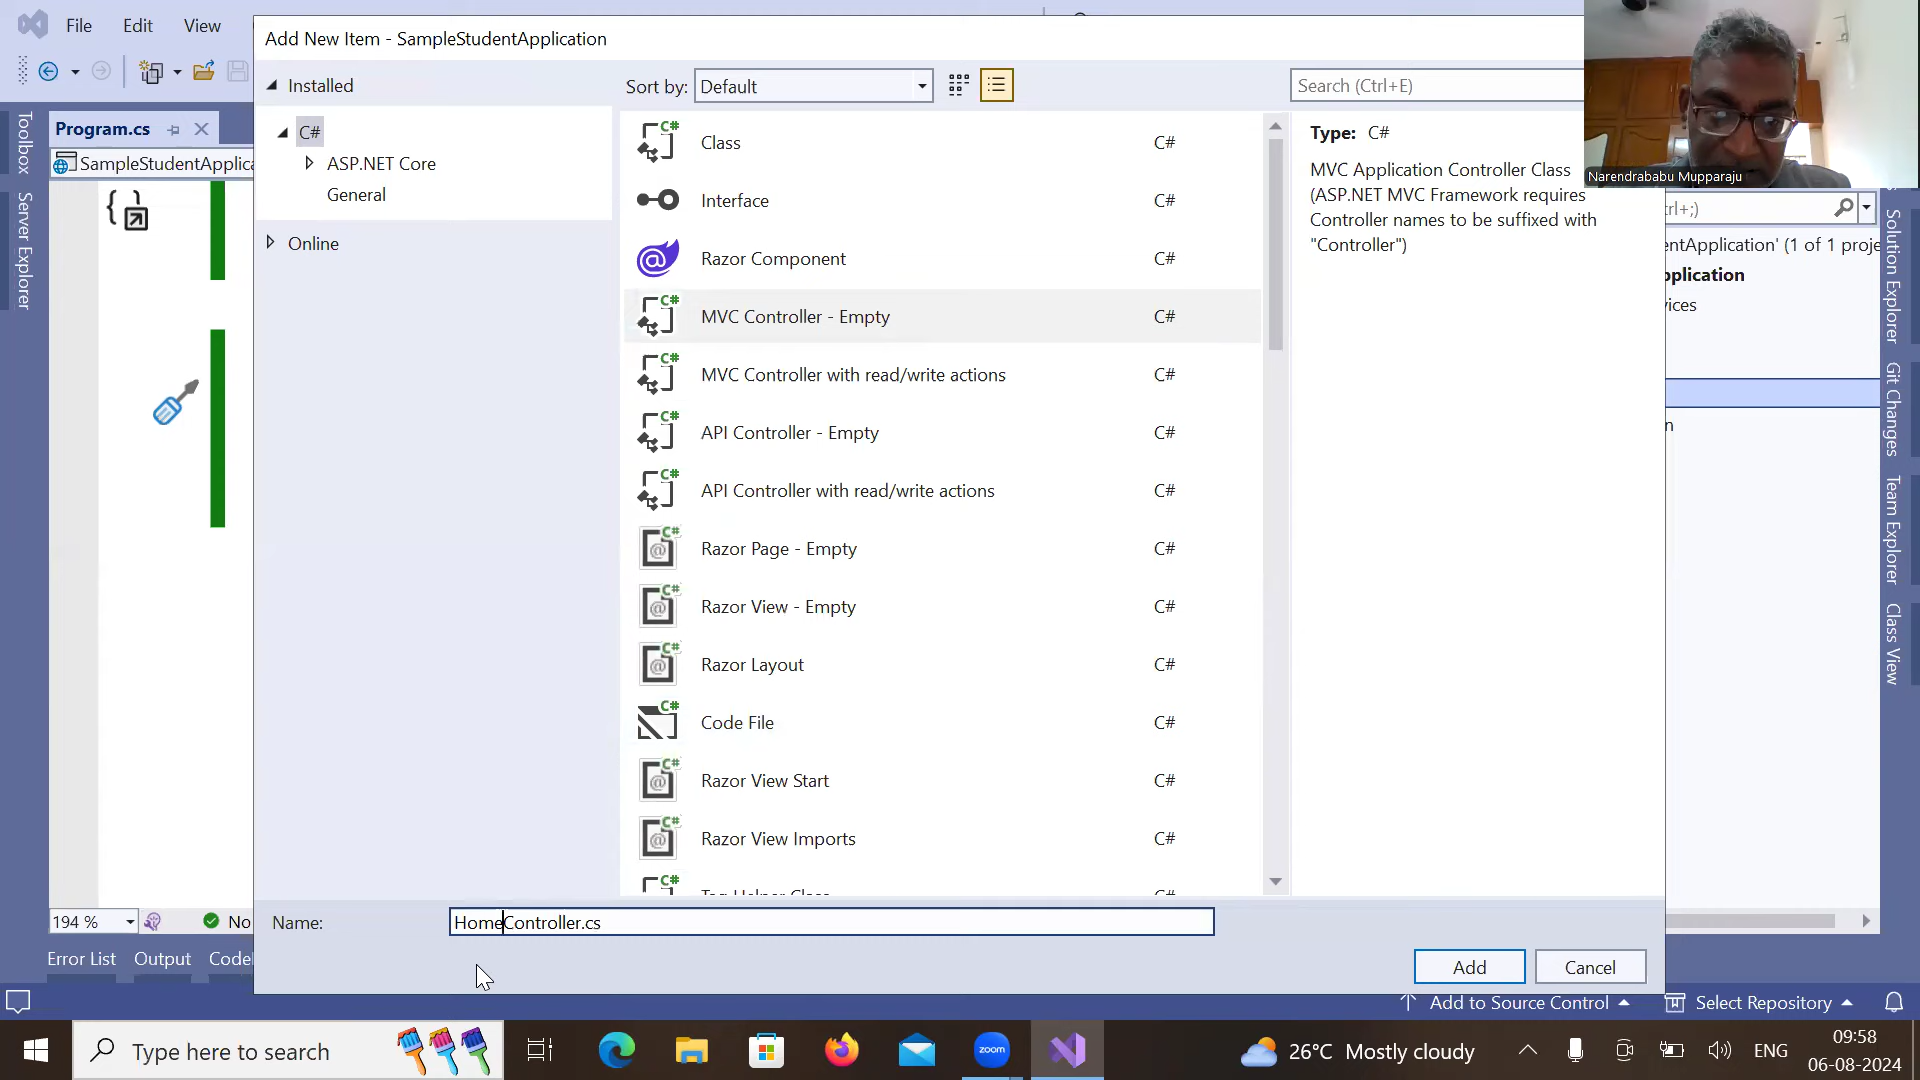 File
Edit
View
Add New Item - SampleStudentApplication
Installed
C#
ASP.NET Core
General
Online
Sort by:
Default
Search (Ctrl+E)
Class C#
Interface C#
Razor Component C#
MVC Controller - Empty C#
MVC Controller with read/write actions C#
API Controller - Empty C#
API Controller with read/write actions C#
Razor Page - Empty C#
Razor View - Empty C#
Razor Layout C#
Code File C#
Razor View Start C#
Razor View Imports C#
Type: C#
MVC Application Controller Class
(ASP.NET MVC Framework requires
Controller names to be suffixed with
"Controller")
Narendrababu Mupparaju
Name:
HomeController.cs
Add
Cancel
Toolbox
Server Explorer
Program.cs
SampleStudentApplica
trl+;)
entApplication' (1 of 1 proje
pplication
vices
n
Solution Explorer
Git Changes
Team Explorer
Class View
194 %
No
Error List
Output
Code
Add to Source Control
Select Repository
Type here to search
zoom
26°C Mostly cloudy
ENG
09:58
06-08-2024